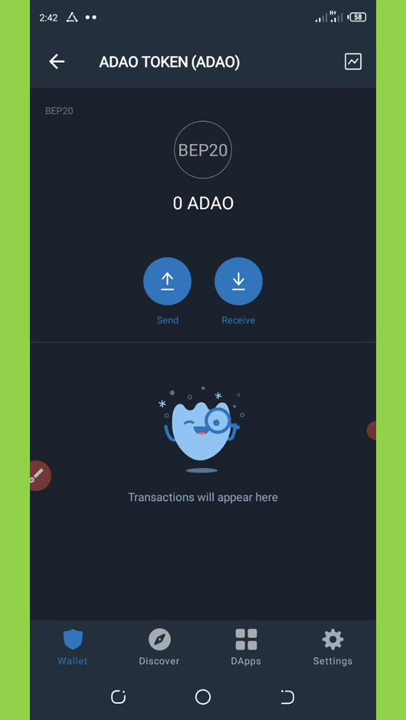 2:42
58
ADAO TOKEN (ADAO)
BEP20
BEP20
0 ADAO
Send
Receive
Transactions will appear here
Wallet
Discover
DApps
Settings